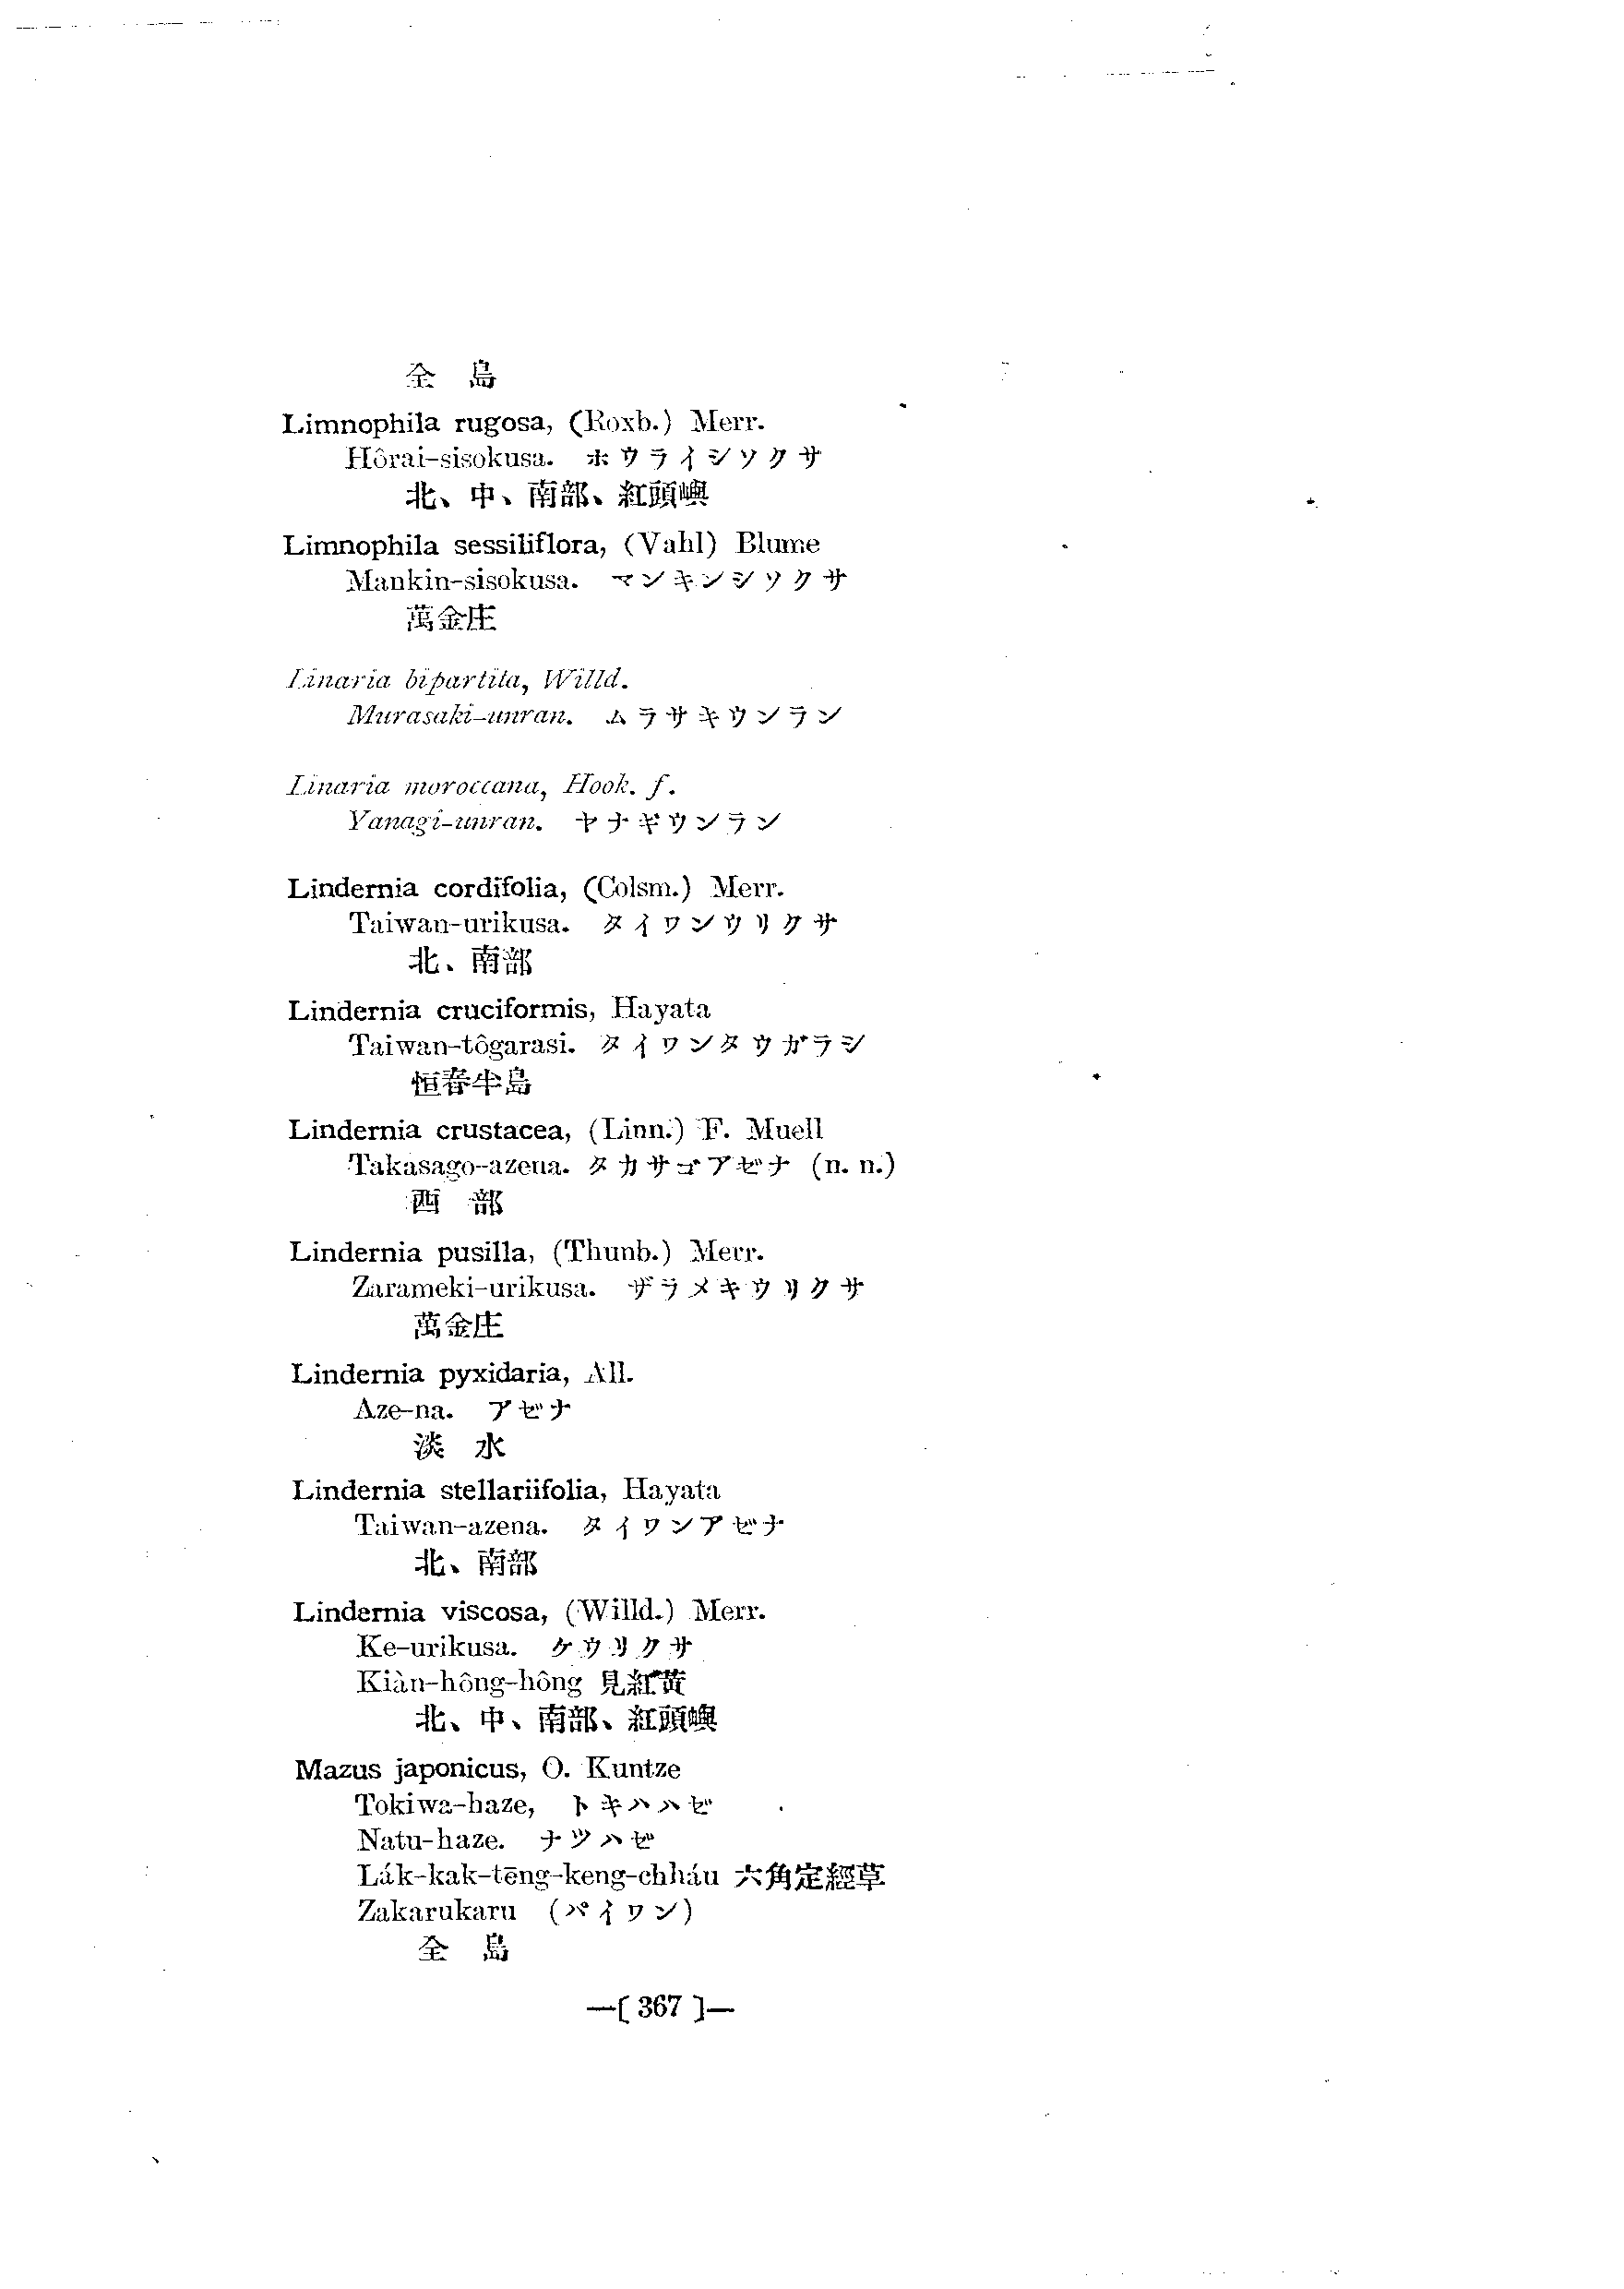 全　島
Limnophila rugosa, (Roxb.) Merr.
Hôrai-sisokusa. ホウライシソクサ
北、中、南部、紅頭嶼
Limnophila sessiliflora, (Vahl) Blume
Mankin-sisokusa. マンキンシソクサ
萬金庄
Linaria bipartita, Willd.
Murasaki-unran. ムラサキウンラン
Linaria moroccana, Hook. f.
Yanagi-unran. ヤナギウンラン
Lindernia cordifolia, (Colsm.) Merr.
Taiwan-urikusa. タイワンウリクサ
北、南部
Lindernia cruciformis, Hayata
Taiwan-tôgarasi. タイワンタウガラシ
恒春半島
Lindernia crustacea, (Linn.) F. Muell
Takasago-azena. タカサゴアゼナ (n. n.)
西　部
Lindernia pusilla, (Thunb.) Merr.
Zarameki-urikusa. ザラメキウリクサ
萬金庄
Lindernia pyxidaria, All.
Aze-na. アゼナ
淡　水
Lindernia stellariifolia, Hayata
Taiwan-azena. タイワンアゼナ
北、南部
Lindernia viscosa, (Willd.) Merr.
Ke-urikusa. ケウリクサ
Kiàn-hông-hông 見紅黄
北、中、南部、紅頭嶼
Mazus japonicus, O. Kuntze
Tokiwa-haze, トキハハゼ
Natu-haze. ナツハゼ
Lák-kak-tēng-keng-chháu 六角定經草
Zakarukaru (パイワン)
全　島
—[ 367 ]—